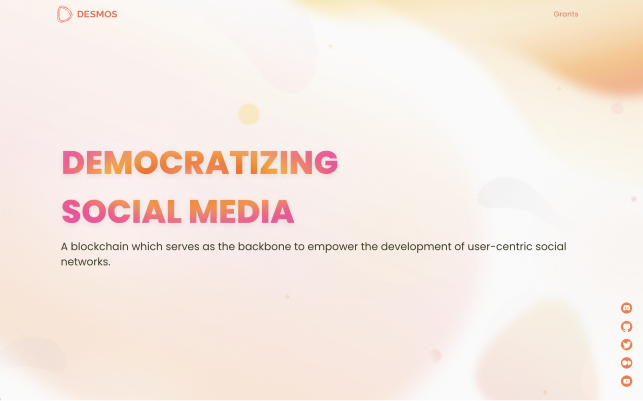 DESMOS
Grants
DEMOCRATIZING
SOCIAL MEDIA
A blockchain which serves as the backbone to empower the development of user-centric social
networks.